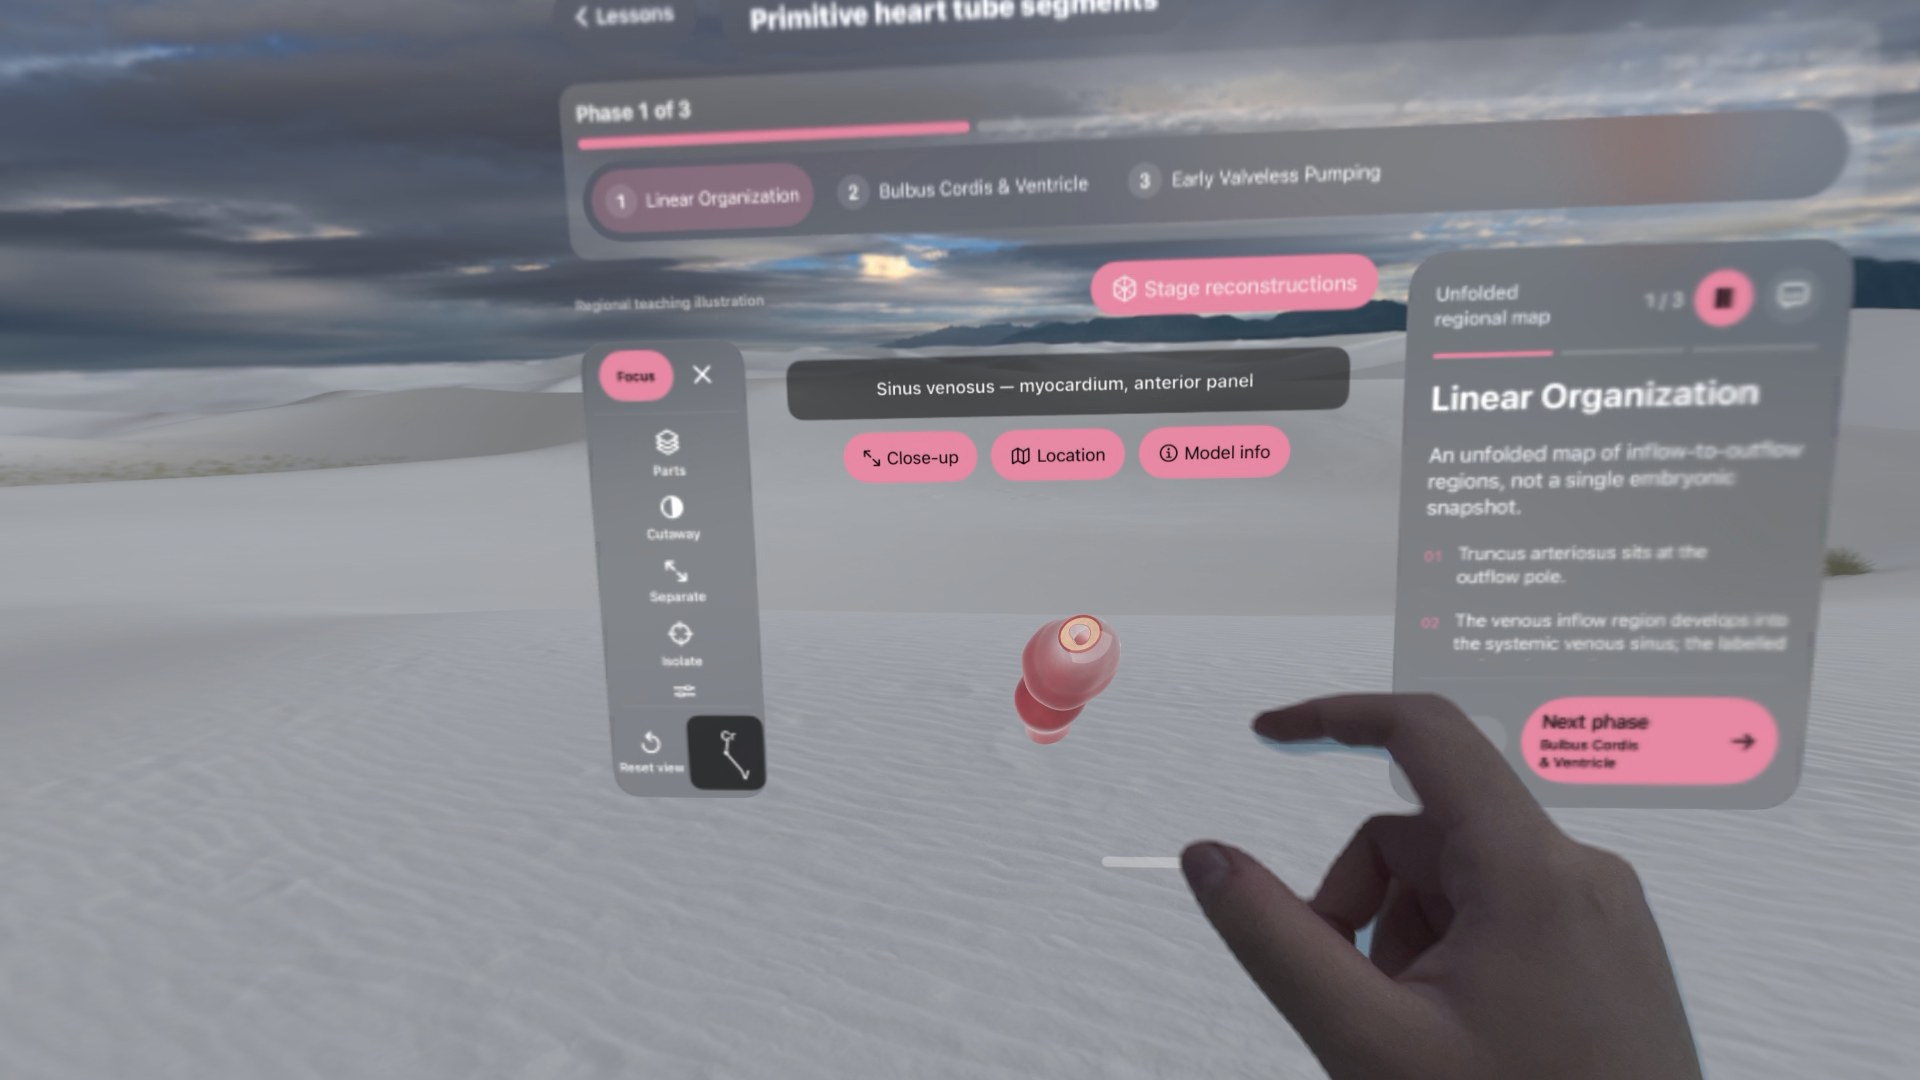 Lessons
Primitive heart tube segments
Phase 1 of 3
1 Linear Organization
2 Bulbus Cordis & Ventricle
3 Early Valveless Pumping
Regional teaching illustration
Stage reconstructions
Focus
Parts
Cutaway
Separate
Isolate
Reset view
Cr
V
Sinus venosus — myocardium, anterior panel
Close-up
Location
Model info
Unfolded
regional map
1/3
Linear Organization
An unfolded map of inflow-to-outflow
regions, not a single embryonic
snapshot.
01 Truncus arteriosus sits at the
outflow pole.
02 The venous inflow region develops into
the systemic venous sinus; the labelled
Next phase
Bulbus Cordis
& Ventricle